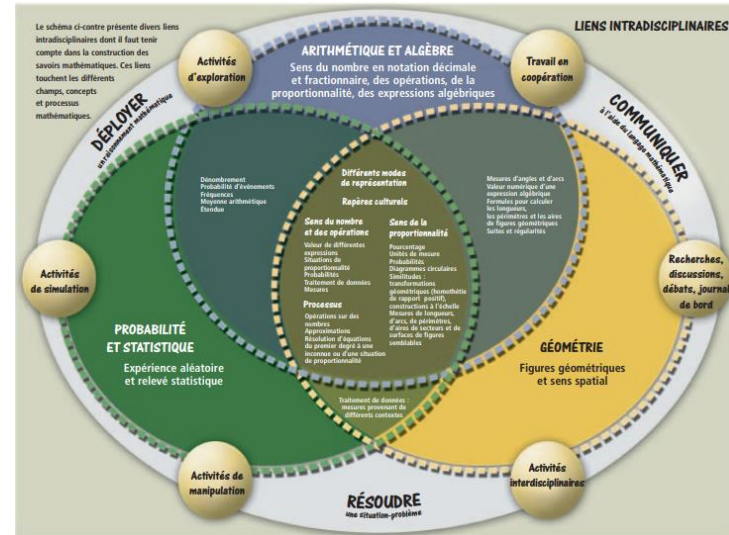 Le schéma ci-contre présente divers liens
intradisciplinaires dont il faut tenir
compte dans la construction des
savoirs mathématiques. Ces liens
touchent les différents
champs, concepts
et processus
mathématiques.
LIENS INTRADISCIPLINAIRES
Activités
d'exploration
ARITHMÉTIQUE ET ALGÈBRE
Sens du nombre en notation décimale
et fractionnaire, des opérations, de la
proportionnalité, des expressions algébriques
Travail en
coopération
DÉPLOYER
un raisonnement mathématique
COMMUNIQUER
à l'aide du langage mathématique
Dénombrement
Probabilité d'événements
Fréquences
Moyenne arithmétique
Étendue
Différents modes
de représentation
Repères culturels
Sens du nombre
et des opérations
Valeur de différentes
expressions
Situations de
proportionnalité
Probabilités
Traitement de données
Mesures
Processus
Opérations sur des
nombres
Approximations
Résolution d'équations
du premier degré à une
inconnue ou d'une situation
de proportionnalité
Sens de la
proportionnalité
Pourcentage
Unités de mesure
Probabilités
Diagrammes circulaires
Similitudes :
transformations
géométriques (homothétie
de rapport positif),
constructions à l'échelle
Mesures de longueurs,
d'arcs, de périmètres,
d'aires de secteurs et de
surfaces de figures
semblables
Mesures d'angles et d'arcs
Valeur numérique d'une
expression algébrique
Formules pour calculer
les longueurs,
les périmètres et les aires
de figures géométriques
Suites et régularités
Activités
de simulation
Recherches,
discussions,
débats, journal
de bord
PROBABILITÉ
ET STATISTIQUE
Expérience aléatoire
et relevé statistique
GÉOMÉTRIE
Figures géométriques
et sens spatial
Traitement de données :
mesures provenant de
différents contextes
Activités de
manipulation
Activités
interdisciplinaires
RÉSOUDRE
une situation-problème